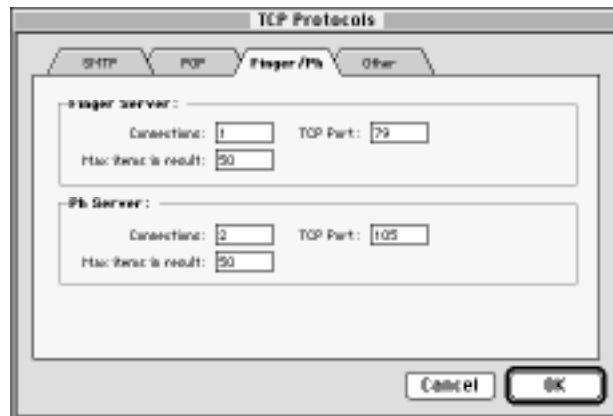 TCP Protocols
SMTP POP Finger/Ph Other
Finger Server:
Connections: 1 TCP Port: 79
Max items in result: 50
Ph Server:
Connections: 2 TCP Port: 105
Max items in result: 50
Cancel OK